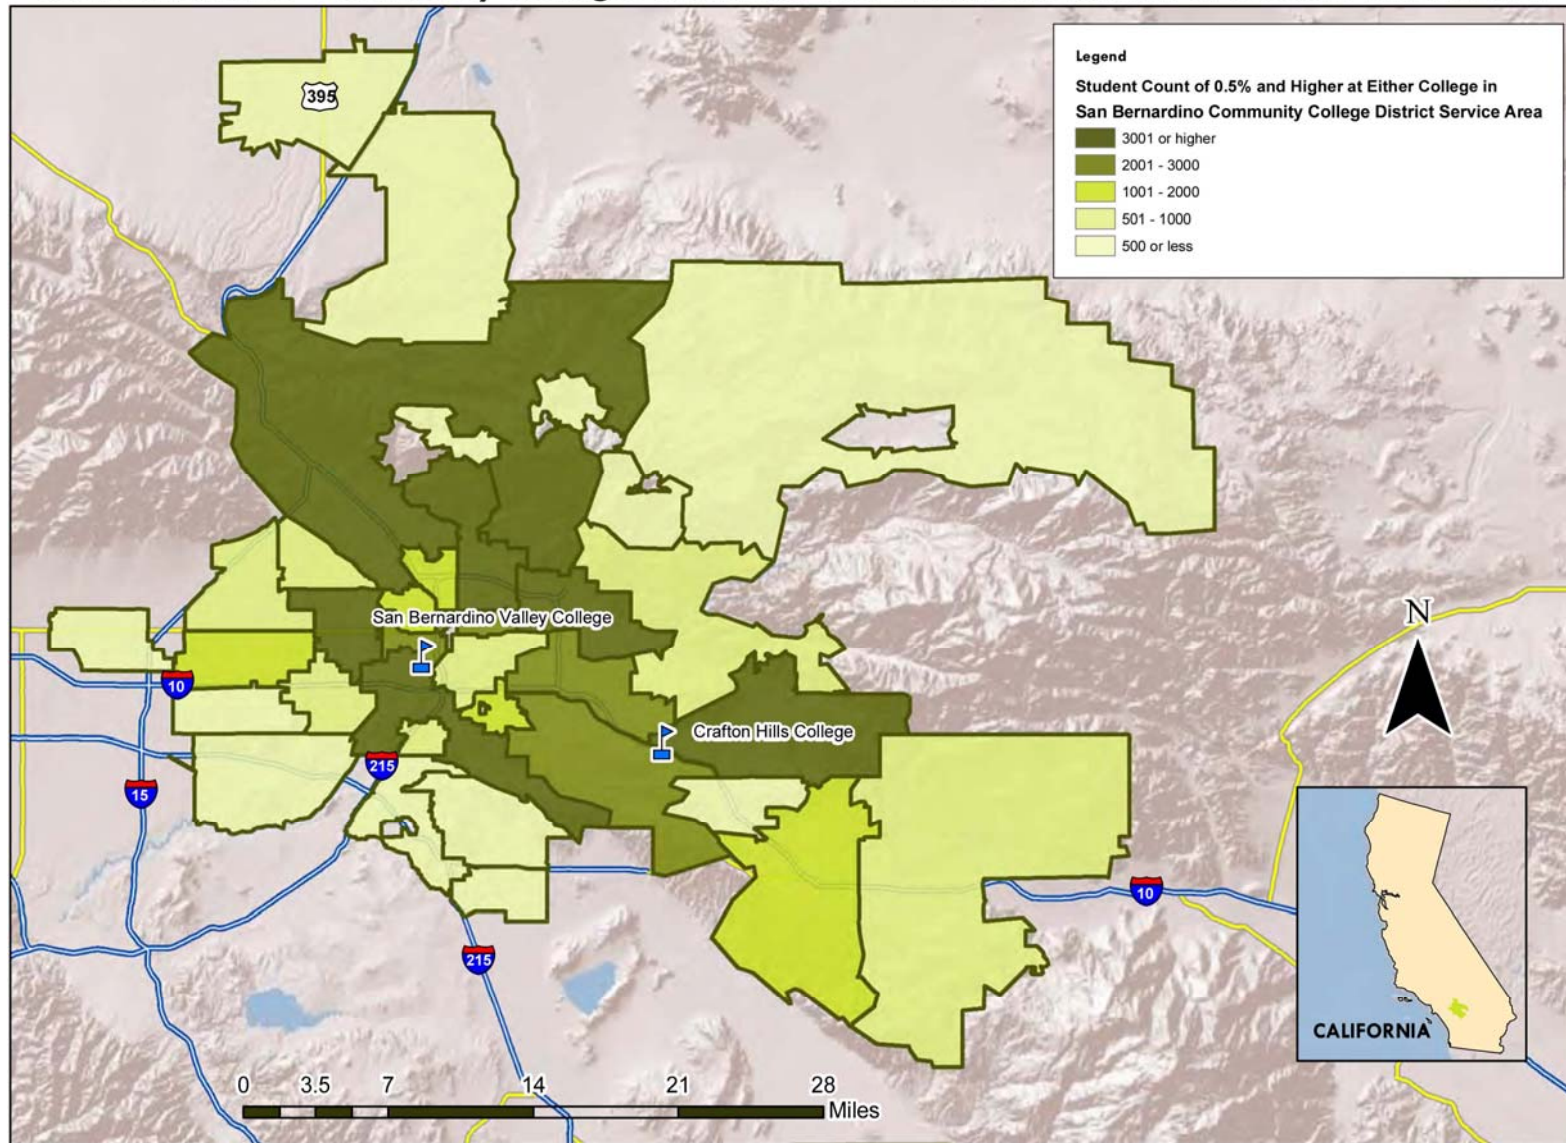 Legend
Student Count of 0.5% and Higher at Either College in
San Bernardino Community College District Service Area
3001 or higher
2001 - 3000
1001 - 2000
501 - 1000
500 or less
395
San Bernardino Valley College
10
Crafton Hills College
215
15
10
215
N
CALIFORNIA
0 3.5 7 14 21 28
Miles